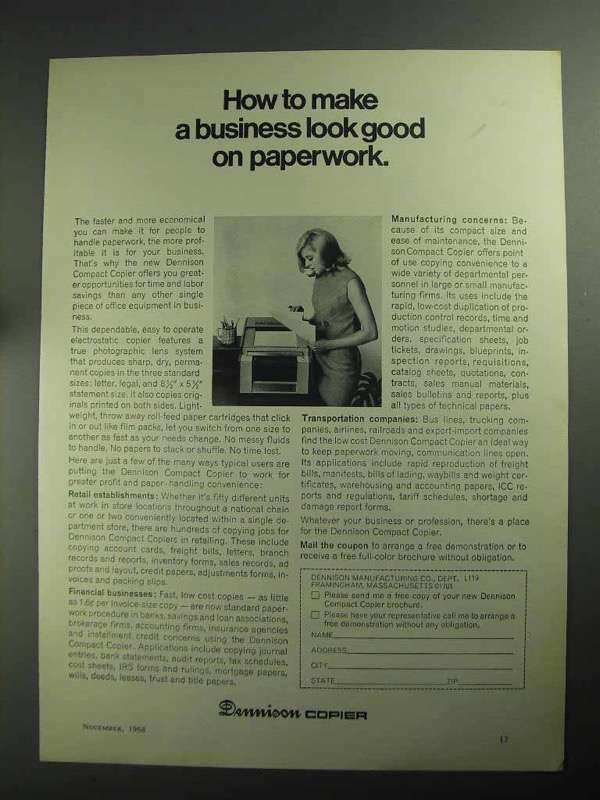 How to make
a business look good
on paperwork.
The faster and more economical
you can make it for people to
handle paperwork, the more prof-
itable it is for your business.
That's why the new Dennison
Compact Copier offers you great-
er opportunities for time and labor
savings than any other single
piece of office equipment in busi-
ness.
This dependable, easy to operate
electrostatic copier features a
true photographic lens system
that produces sharp, dry, perma-
nent copies in the three standard
sizes: letter, legal, and 8½" x 5½"
statement size. It also copies orig-
inals printed on both sides. Light-
weight, throw away roll-feed paper cartridges that click
in or out like film packs, let you switch from one size to
another as fast as your needs change. No messy fluids
to handle. No papers to stack or shuffle. No time lost.
Here are just a few of the many ways typical users are
putting the Dennison Compact Copier to work for
greater profit and paper-handling convenience:
Retail establishments: Whether it's fifty different units
at work in store locations throughout a national chain
or one or two conveniently located within a single de-
partment store, there are hundreds of copying jobs for
Dennison Compact Copiers in retailing. These include
copying account cards, freight bills, letters, branch
records and reports, inventory forms, sales records, ad
proofs and layout, credit papers, adjustments forms, in-
voices and packing slips.
Financial businesses: Fast, low cost copies — as little
as 1.6¢ per invoice-size copy — are now standard paper-
work procedure in banks, savings and loan associations,
brokerage firms, accounting firms, insurance agencies
and installment credit concerns using the Dennison
Compact Copier. Applications include copying journal
entries, bank statements, audit reports, tax schedules,
cost sheets, IRS forms and rulings, mortgage papers,
wills, deeds, leases, trust and title papers.
Manufacturing concerns: Be-
cause of its compact size and
ease of maintenance, the Denni-
son Compact Copier offers point
of use copying convenience to a
wide variety of departmental per-
sonnel in large or small manufac-
turing firms. Its uses include the
rapid, low-cost duplication of pro-
duction control records, time and
motion studies, departmental or-
ders, specification sheets, job
tickets, drawings, blueprints, in-
spection reports, requisitions,
catalog sheets, quotations, con-
tracts, sales manual materials,
sales bulletins and reports, plus
all types of technical papers.
Transportation companies: Bus lines, trucking com-
panies, airlines, railroads and export-import companies
find the low cost Dennison Compact Copier an ideal way
to keep paperwork moving, communication lines open.
Its applications include rapid reproduction of freight
bills, manifests, bills of lading, waybills and weight cer-
tificates, warehousing and accounting papers, ICC re-
ports and regulations, tariff schedules, shortage and
damage report forms.
Whatever your business or profession, there's a place
for the Dennison Compact Copier.
Mail the coupon to arrange a free demonstration or to
receive a free full-color brochure without obligation.
DENNISON MANUFACTURING CO., DEPT. L119
FRAMINGHAM, MASSACHUSETTS 01701
Please send me a free copy of your new Dennison
Compact Copier brochure.
Please have your representative call me to arrange a
free demonstration without any obligation.
NAME
ADDRESS
CITY
STATE ZIP
Dennison COPIER
NOVEMBER, 1968
17